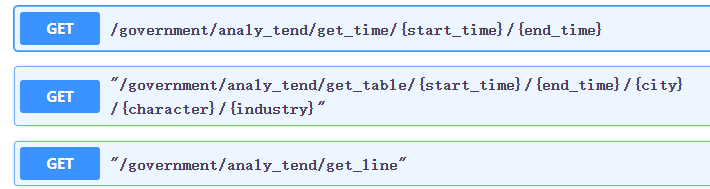 GET /government/analy_tend/get_time/{start_time}/{end_time}
GET "/government/analy_tend/get_table/{start_time}/{end_time}/{city}
/{character}/{industry}"
GET "/government/analy_tend/get_line"